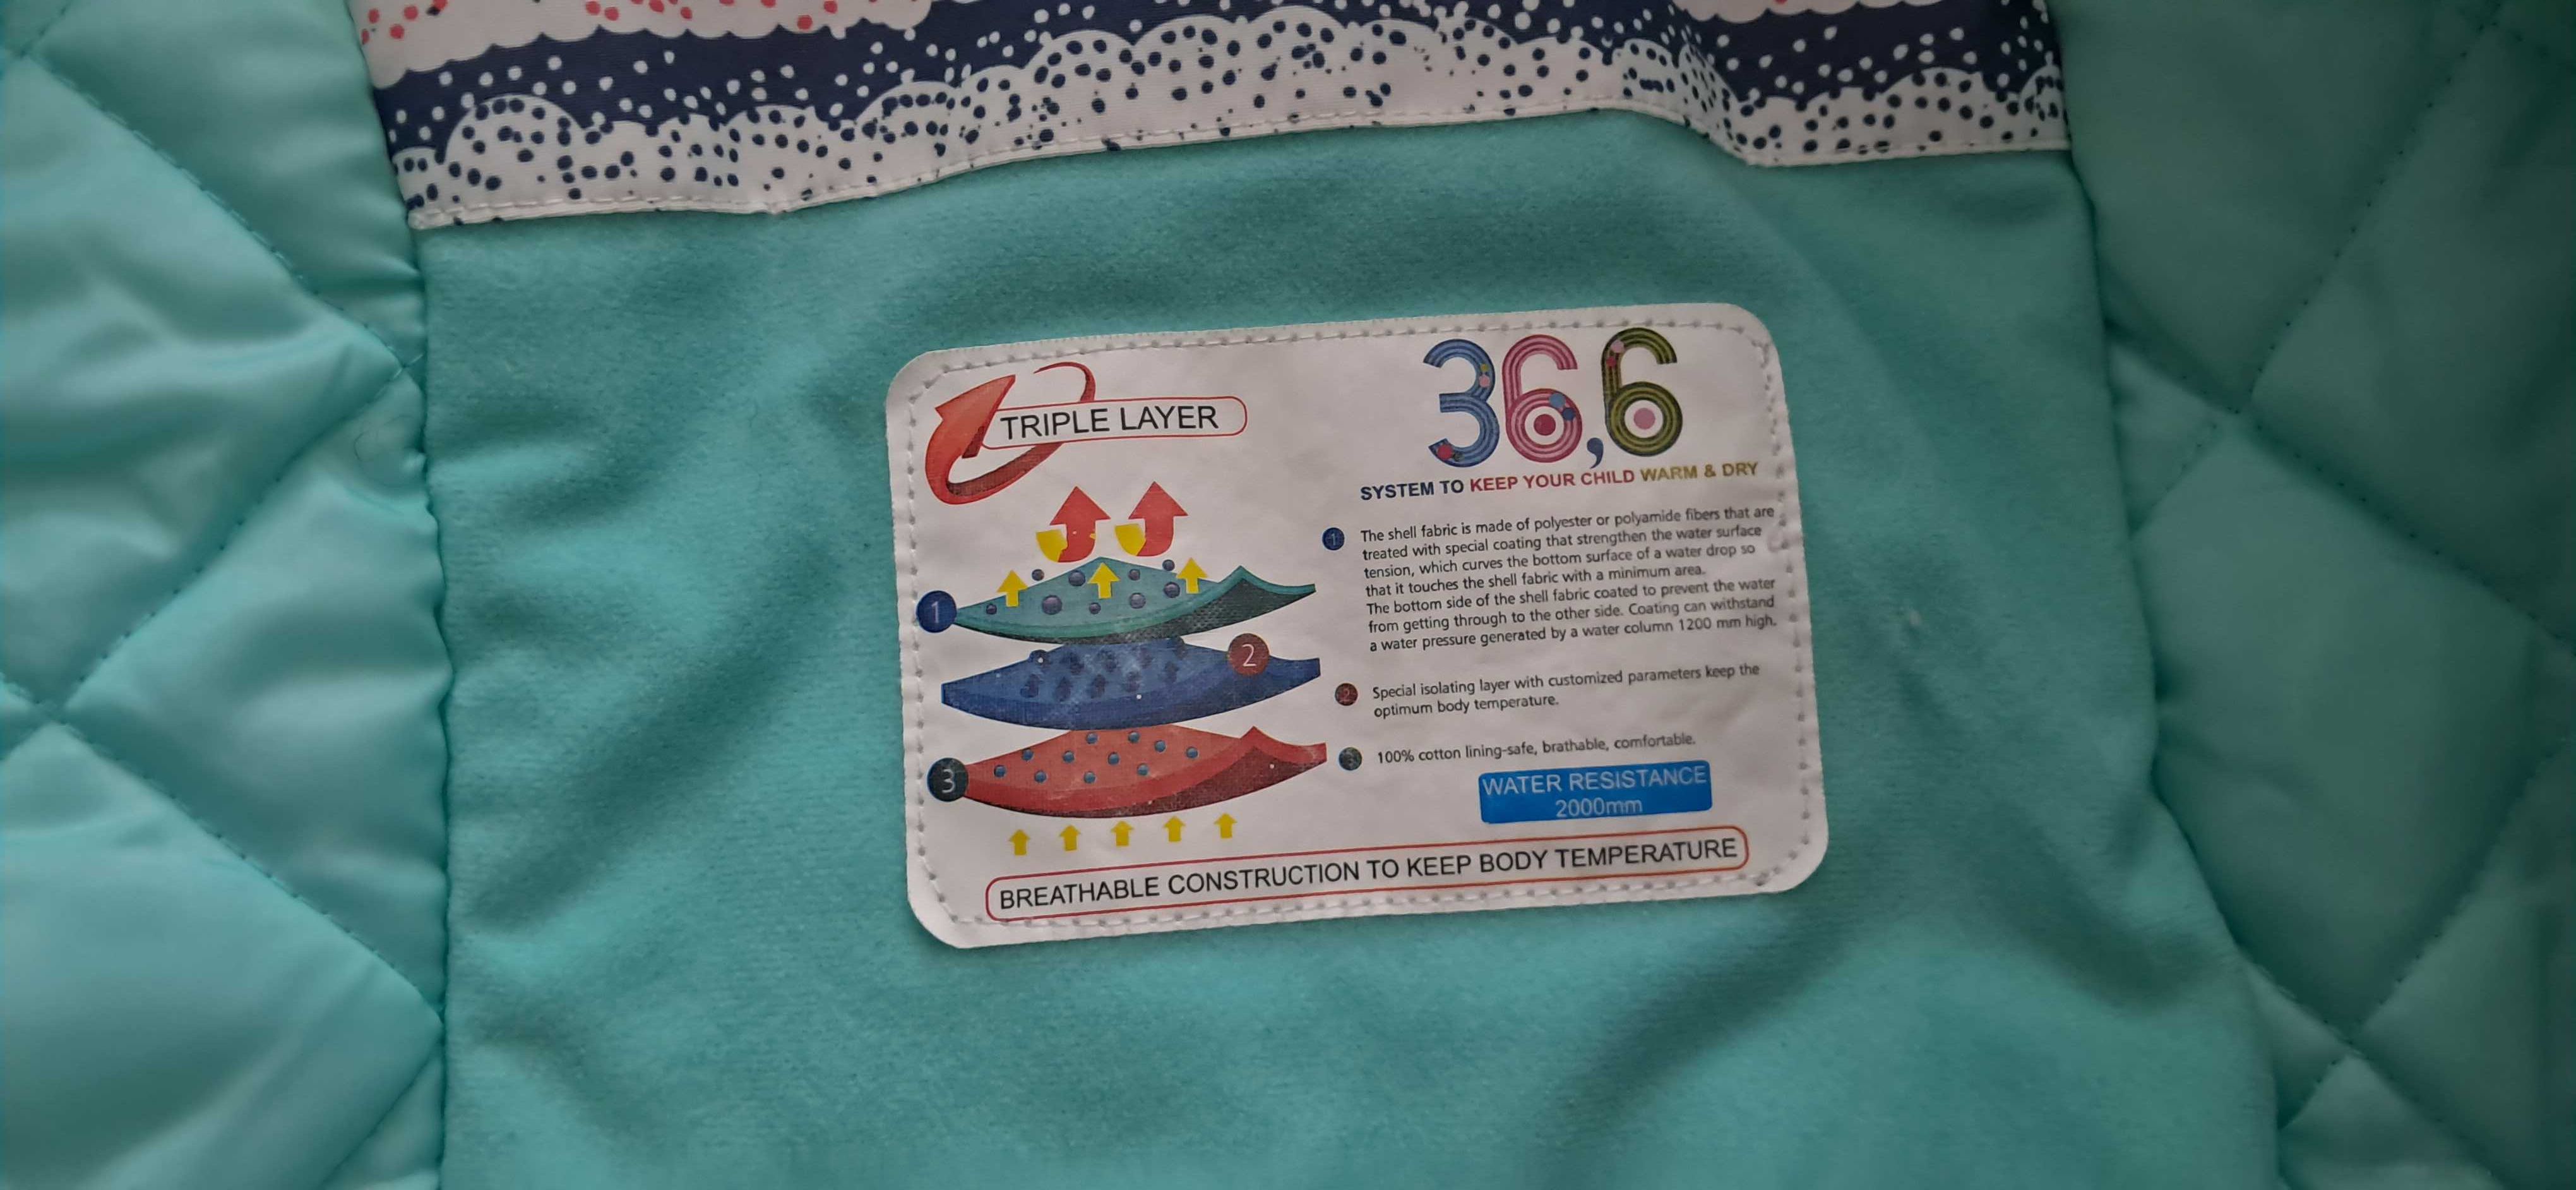 TRIPLE LAYER
1
2
3
36,6
SYSTEM TO KEEP YOUR CHILD WARM & DRY
1 The shell fabric is made of polyester or polyamide fibers that are
treated with special coating that strengthen the water surface
tension, which curves the bottom surface of a water drop so
that it touches the shell fabric with a minimum area.
The bottom side of the shell fabric coated to prevent the water
from getting through to the other side. Coating can withstand
a water pressure generated by a water column 1200 mm high.
2 Special isolating layer with customized parameters keep the
optimum body temperature.
3 100% cotton lining-safe, brathable, comfortable.
WATER RESISTANCE
2000mm
BREATHABLE CONSTRUCTION TO KEEP BODY TEMPERATURE